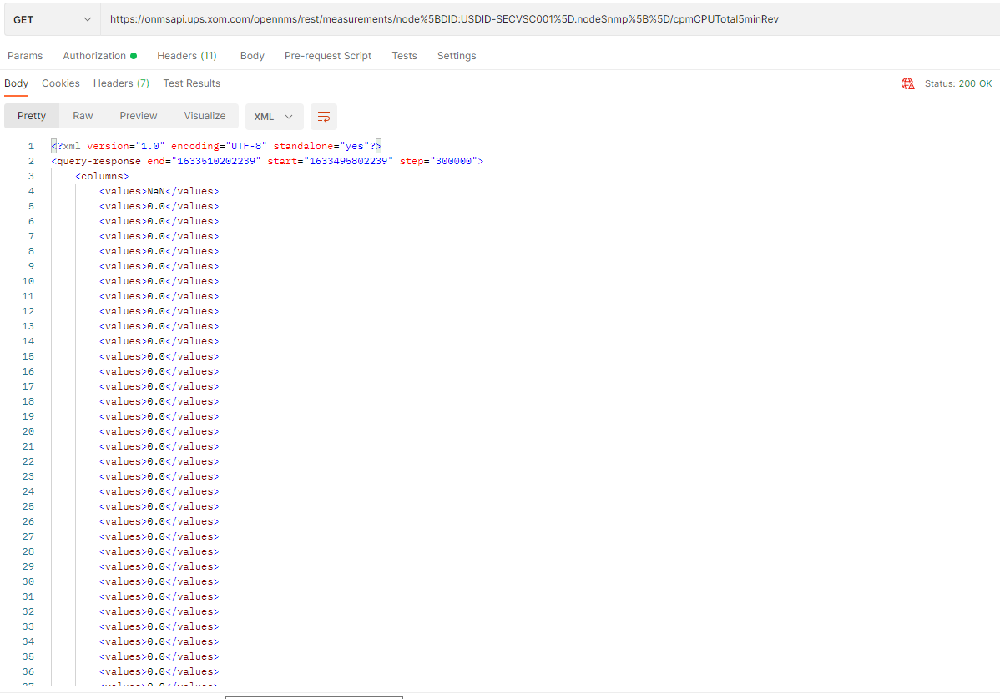 GET https://onmsapi.ups.xom.com/opennms/rest/measurements/node%5BDID:USDID-SECVSC001%5D.nodeSnmp%5B%5D/cpmCPUTotal5minRev
Params Authorization Headers (11) Body Pre-request Script Tests Settings
Body Cookies Headers (7) Test Results Status: 200 OK
Pretty Raw Preview Visualize XML
1 <?xml version="1.0" encoding="UTF-8" standalone="yes"?>
2 <query-response end="1633510202239" start="1633495802239" step="300000">
3 <columns>
4 <values>NaN</values>
5 <values>0.0</values>
6 <values>0.0</values>
7 <values>0.0</values>
8 <values>0.0</values>
9 <values>0.0</values>
10 <values>0.0</values>
11 <values>0.0</values>
12 <values>0.0</values>
13 <values>0.0</values>
14 <values>0.0</values>
15 <values>0.0</values>
16 <values>0.0</values>
17 <values>0.0</values>
18 <values>0.0</values>
19 <values>0.0</values>
20 <values>0.0</values>
21 <values>0.0</values>
22 <values>0.0</values>
23 <values>0.0</values>
24 <values>0.0</values>
25 <values>0.0</values>
26 <values>0.0</values>
27 <values>0.0</values>
28 <values>0.0</values>
29 <values>0.0</values>
30 <values>0.0</values>
31 <values>0.0</values>
32 <values>0.0</values>
33 <values>0.0</values>
34 <values>0.0</values>
35 <values>0.0</values>
36 <values>0.0</values>
37 <values>0.0</values>